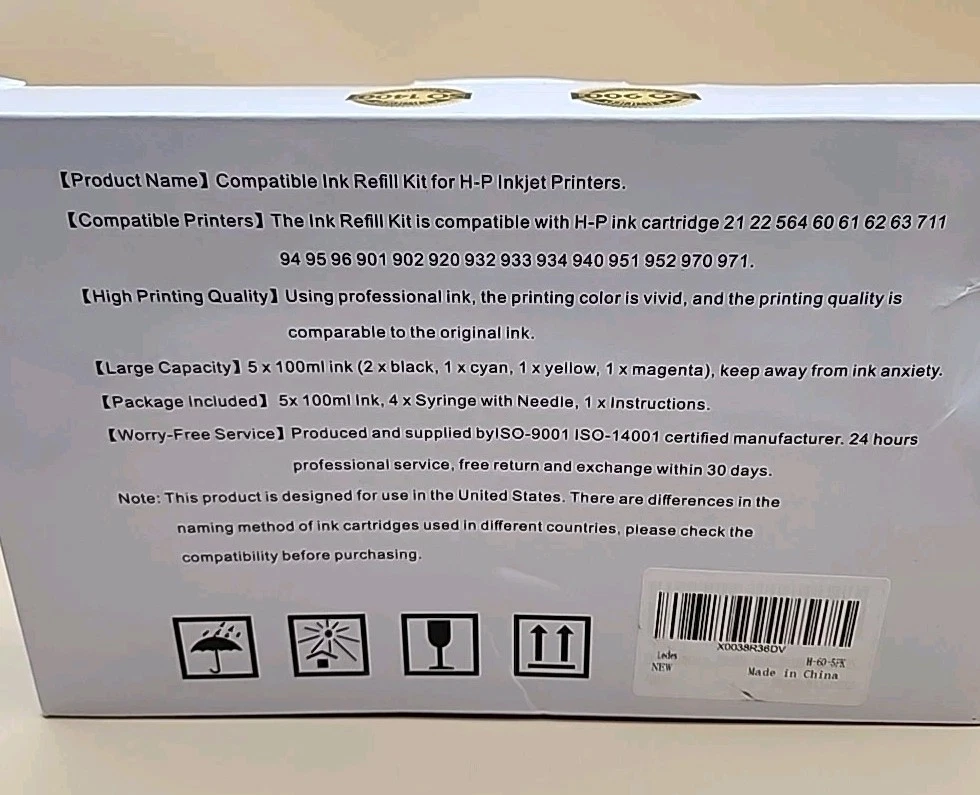 【Product Name】 Compatible Ink Refill Kit for H-P Inkjet Printers.
【Compatible Printers】 The Ink Refill Kit is compatible with H-P ink cartridge 21 22 564 60 61 62 63 711
94 95 96 901 902 920 932 933 934 940 951 952 970 971.
【High Printing Quality】 Using professional ink, the printing color is vivid, and the printing quality is
comparable to the original ink.
【Large Capacity】 5 x 100ml ink (2 x black, 1 x cyan, 1 x yellow, 1 x magenta), keep away from ink anxiety.
【Package Included】 5x 100ml Ink, 4 x Syringe with Needle, 1 x Instructions.
【Worry-Free Service】 Produced and supplied byISO-9001 ISO-14001 certified manufacturer. 24 hours
professional service, free return and exchange within 30 days.
Note: This product is designed for use in the United States. There are differences in the
naming method of ink cartridges used in different countries, please check the
compatibility before purchasing.
X0038R36DV
Ledes H-60-5PK
NEW Made in China